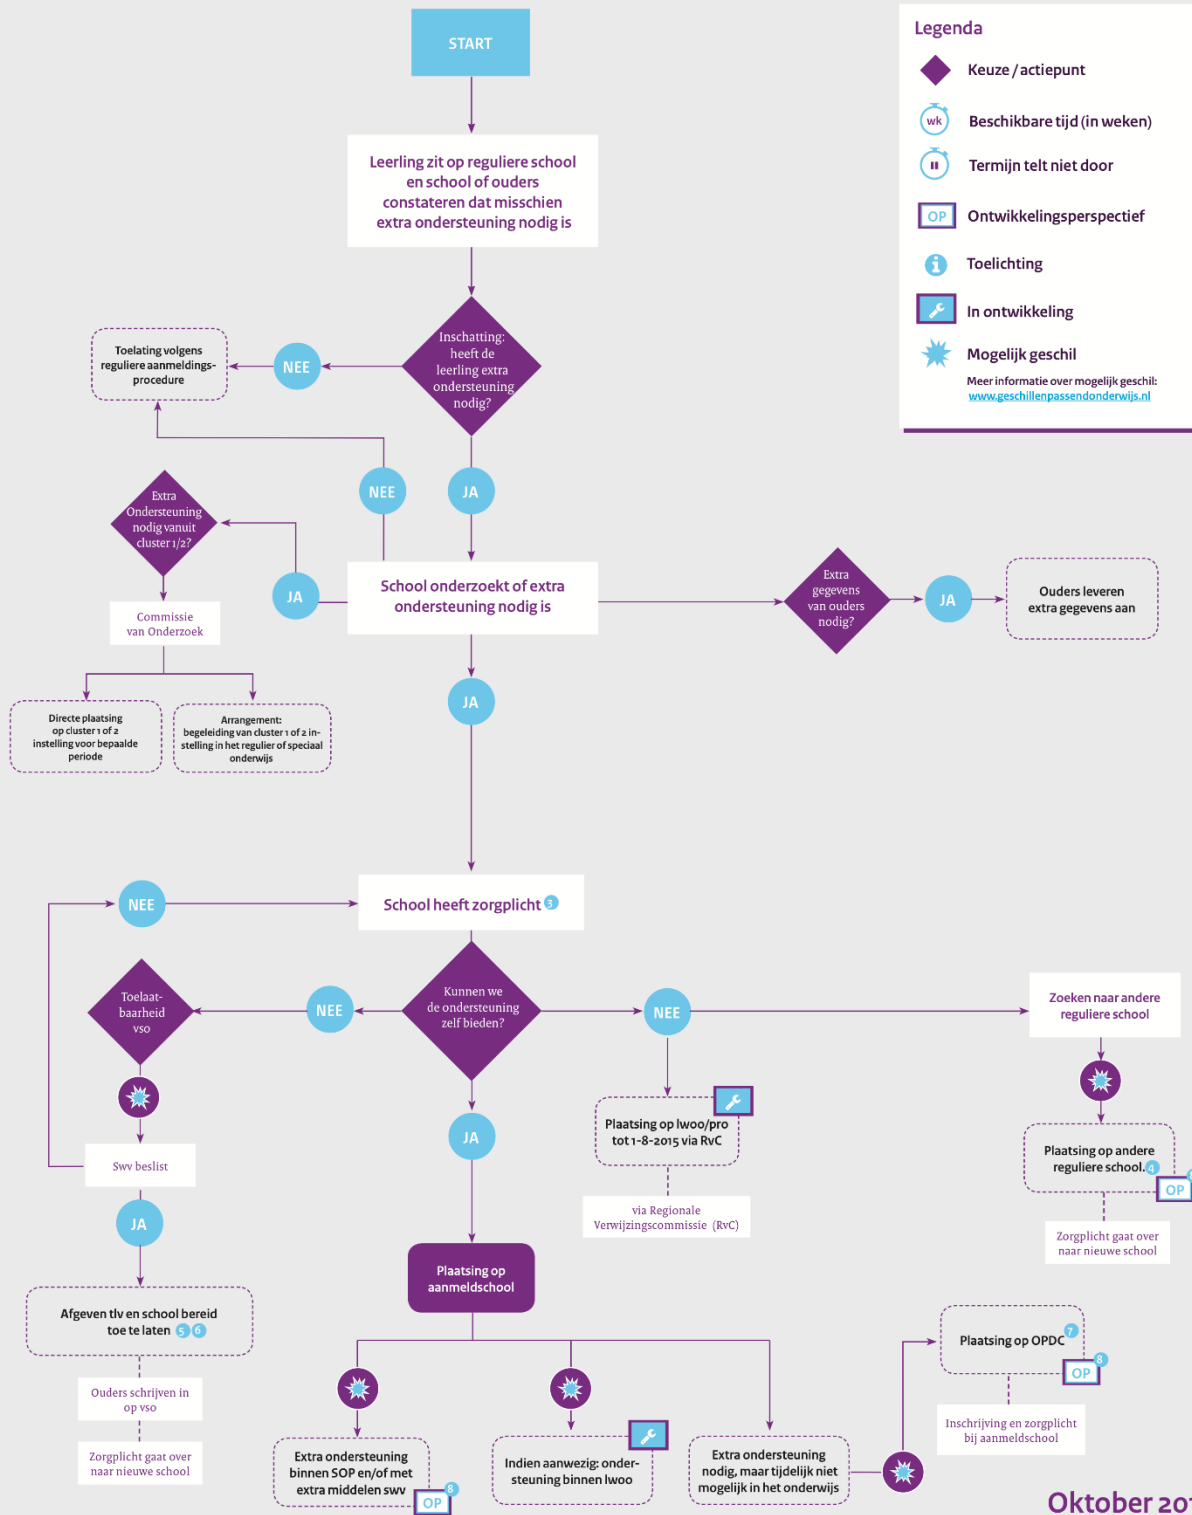 START
Legenda
Keuze / actiepunt
wk
Beschikbare tijd (in weken)
Termijn telt niet door
OP
Ontwikkelingsperspectief
i
Toelichting
In ontwikkeling
Mogelijk geschil
Meer informatie over mogelijk geschil:
www.geschillenpassendonderwijs.nl
Leerling zit op reguliere school
en school of ouders
constateren dat misschien
extra ondersteuning nodig is
Inschatting:
heeft de
leerling extra
ondersteuning
nodig?
NEE
Toelating volgens
reguliere aanmeldings-
procedure
NEE
JA
Extra
Ondersteuning
nodig vanuit
cluster 1/2?
JA
School onderzoekt of extra
ondersteuning nodig is
Extra
gegevens
van ouders
nodig?
JA
Ouders leveren
extra gegevens aan
Commissie
van Onderzoek
Directe plaatsing
op cluster 1 of 2
instelling voor bepaalde
periode
Arrangement:
begeleiding van cluster 1 of 2 in-
stelling in het regulier of speciaal
onderwijs
JA
NEE
School heeft zorgplicht 3
Toelaat-
baarheid
vso
NEE
Kunnen we
de ondersteuning
zelf bieden?
NEE
Zoeken naar andere
reguliere school
Plaatsing op lwoo/pro
tot 1-8-2015 via RvC
via Regionale
Verwijzingscommissie (RvC)
Plaatsing op andere
reguliere school. 4
OP
Zorgplicht gaat over
naar nieuwe school
Swv beslist
JA
JA
Afgeven tlv en school bereid
toe te laten 5 6
Ouders schrijven in
op vso
Zorgplicht gaat over
naar nieuwe school
Plaatsing op
aanmeldschool
Extra ondersteuning
binnen SOP en/of met
extra middelen swv
OP 8
Indien aanwezig: onder-
steuning binnen lwoo
Extra ondersteuning
nodig, maar tijdelijk niet
mogelijk in het onderwijs
Plaatsing op OPDC 7
OP 8
Inschrijving en zorgplicht
bij aanmeldschool
Oktober